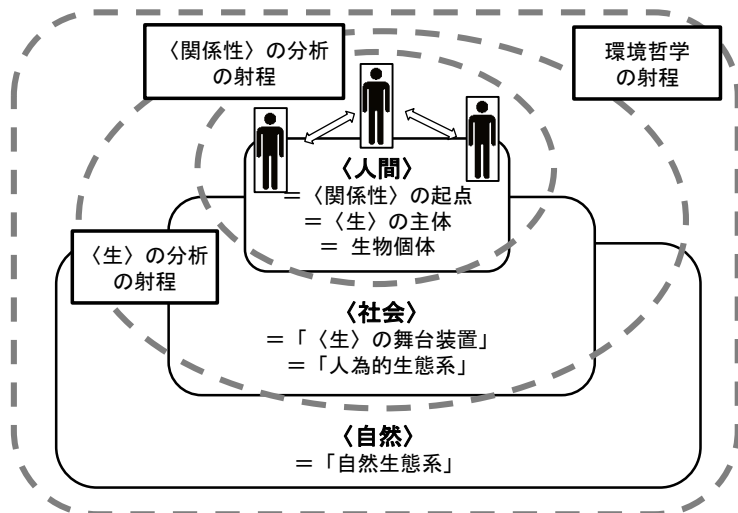 〈関係性〉の分析
の射程
環境哲学
の射程
〈人間〉
＝〈関係性〉の起点
＝〈生〉の主体
＝ 生物個体
〈生〉の分析
の射程
〈社会〉
＝「〈生〉の舞台装置」
＝「人為的生態系」
〈自然〉
＝「自然生態系」